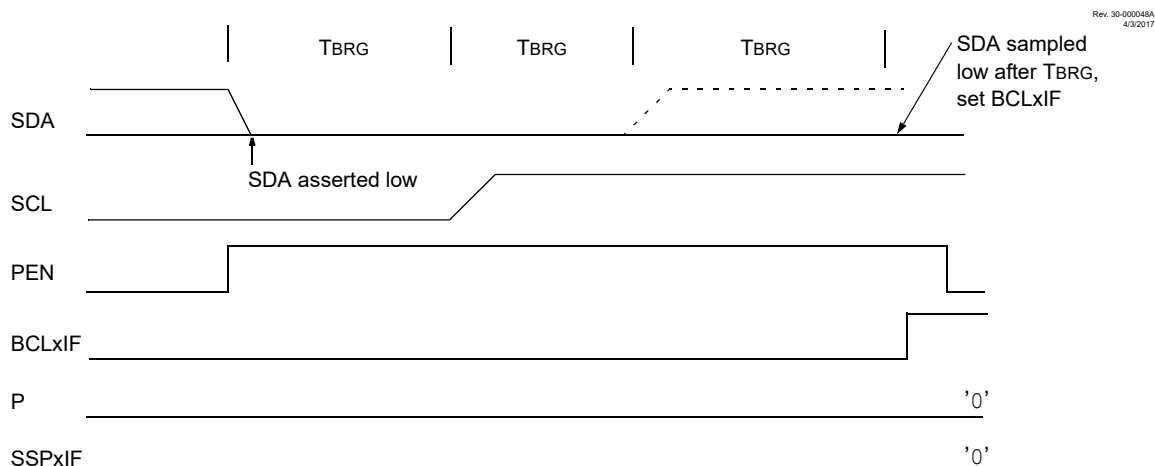 Rev. 30-000048A
4/3/2017
TBRG
TBRG
TBRG
SDA sampled
low after TBRG,
set BCLxIF
SDA
SDA asserted low
SCL
PEN
BCLxIF
P
'0'
SSPxIF
'0'